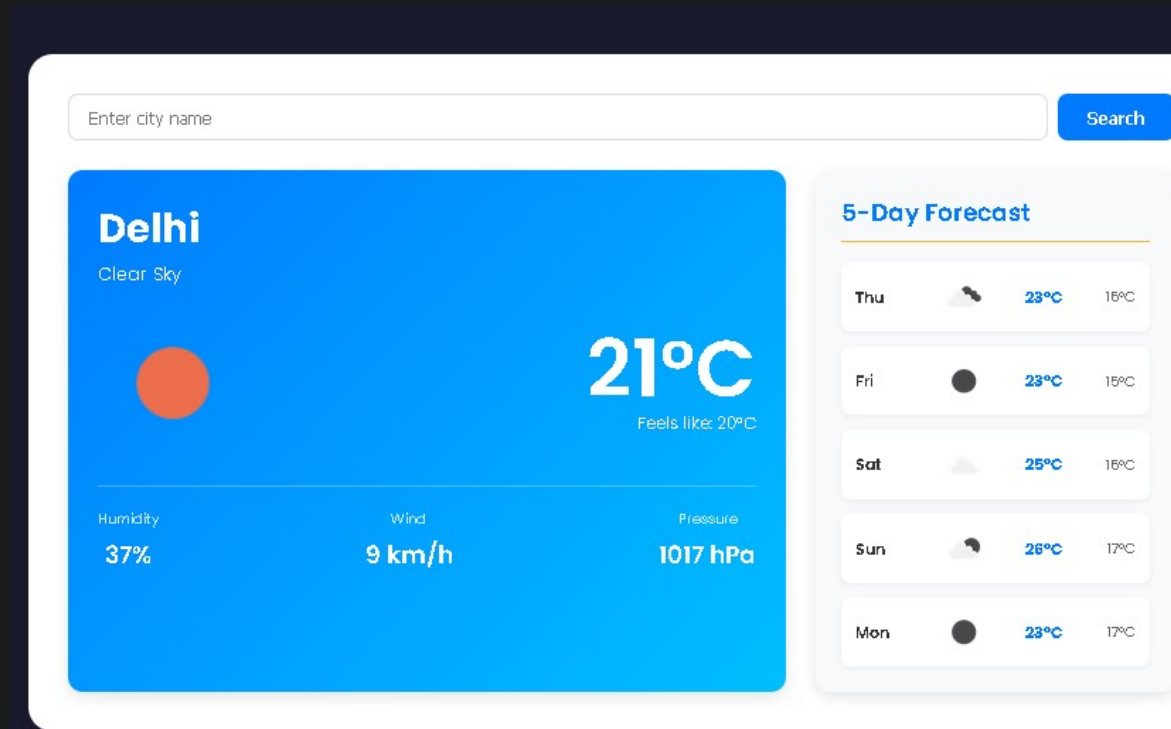 Enter city name
Search
Delhi
Clear Sky
21°C
Feels like: 20°C
Humidity
Wind
Pressure
37%
9 km/h
1017 hPa
5-Day Forecast
Thu 23°C 16°C
Fri 23°C 15°C
Sat 25°C 16°C
Sun 26°C 17°C
Mon 23°C 17°C